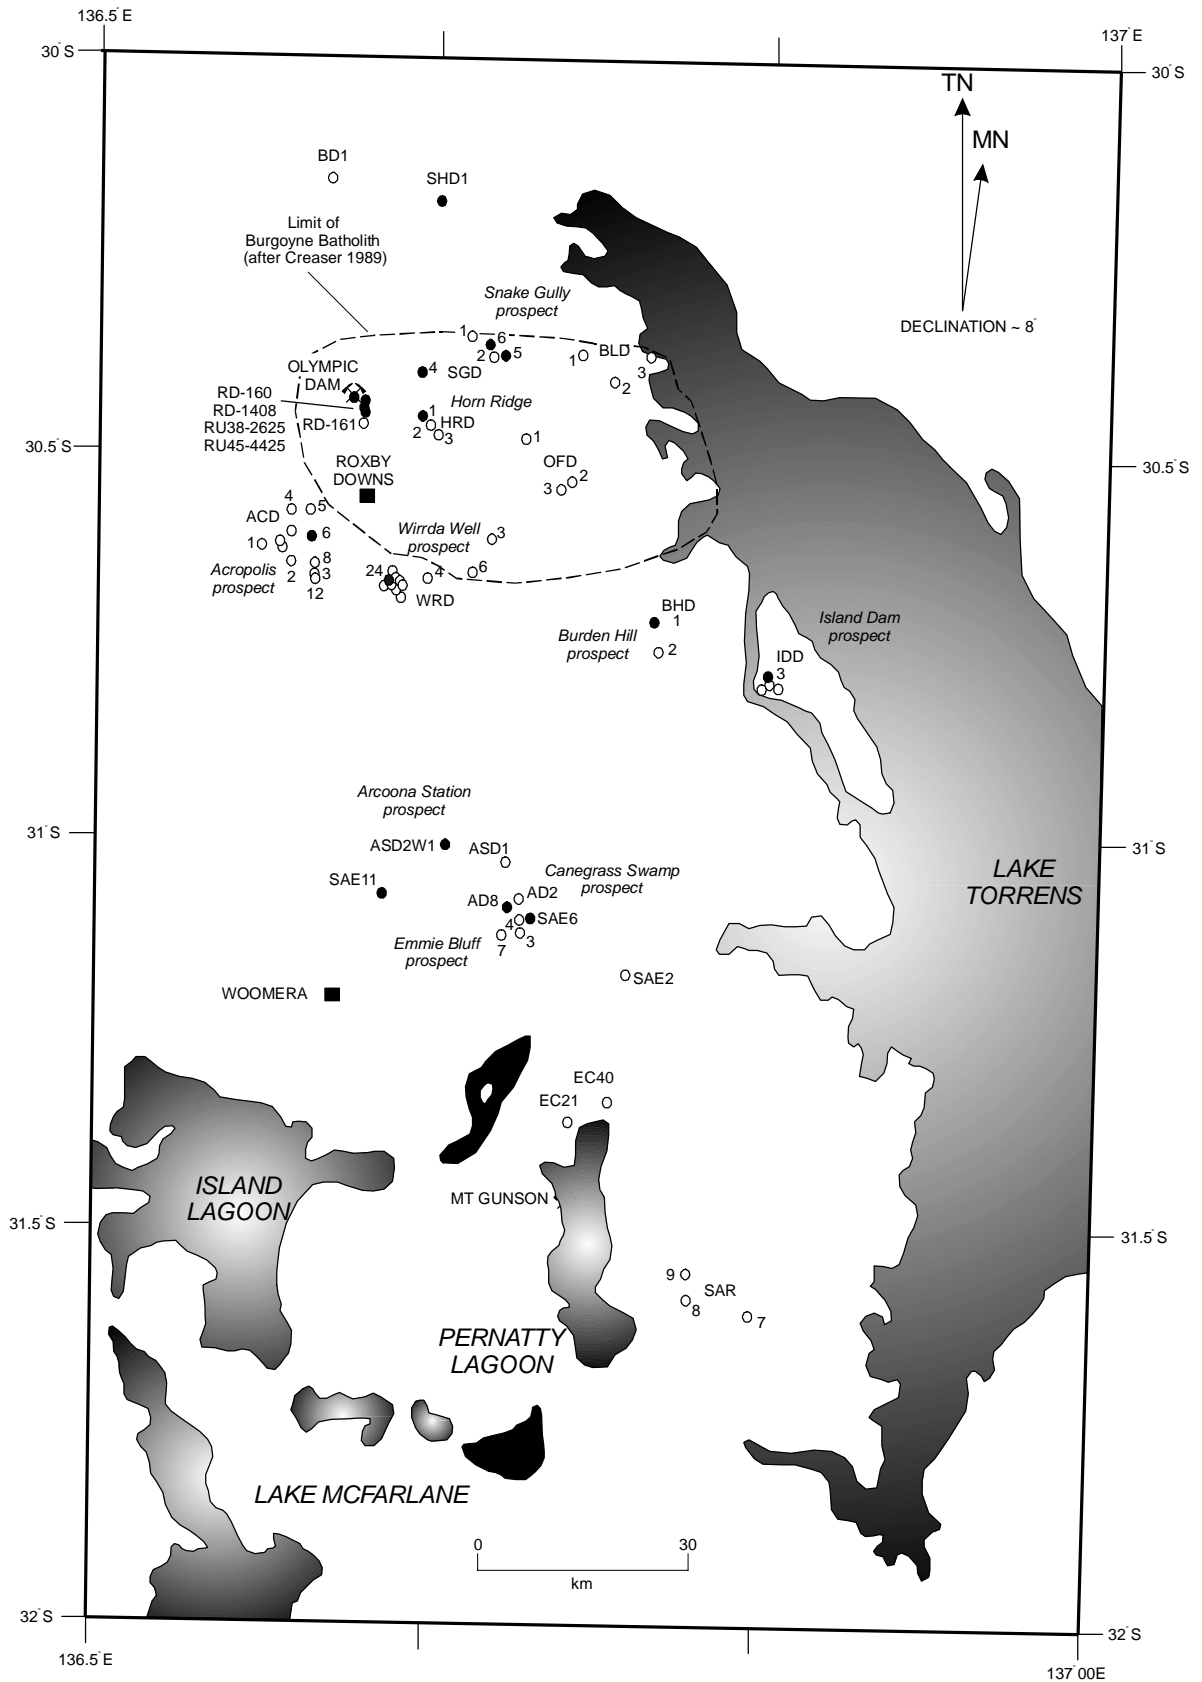 136.5°E
137°E
30°S
30°S
TN
MN
DECLINATION ~ 8°
BD1
SHD1
Limit of
Burgoyne Batholith
(after Creaser 1989)
Snake Gully
prospect
1
6
2
5
4
SGD
1
BLD
3
2
OLYMPIC
DAM
RD-160
RD-1408
RU38-2625
RU45-4425
RD-161
Horn Ridge
1
HRD
2
3
1
OFD
2
3
30.5°S
30.5°S
ROXBY
DOWNS
4
5
ACD
1
6
8
2
3
12
Acropolis
prospect
Wirrda Well
prospect
3
24
4
6
WRD
BHD
1
2
Burden Hill
prospect
Island Dam
prospect
IDD
3
Arcoona Station
prospect
31°S
31°S
ASD2W1
ASD1
SAE11
Canegrass Swamp
prospect
AD2
AD8
SAE6
4
3
7
Emmie Bluff
prospect
LAKE
TORRENS
SAE2
WOOMERA
EC40
EC21
ISLAND
LAGOON
MT GUNSON
31.5°S
31.5°S
9
SAR
8
7
PERNATTY
LAGOON
LAKE MCFARLANE
0
30
km
32°S
32°S
136.5°E
137°00E